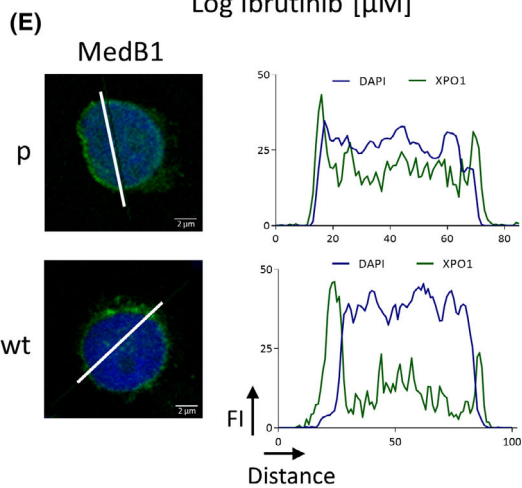 Log Ibrutinib [µM]
(E)
MedB1
p
2 µm
50
25
0
0 20 40 60 80
DAPI XPO1
wt
2 µm
50
25
0
0 50 100
DAPI XPO1
FI
Distance